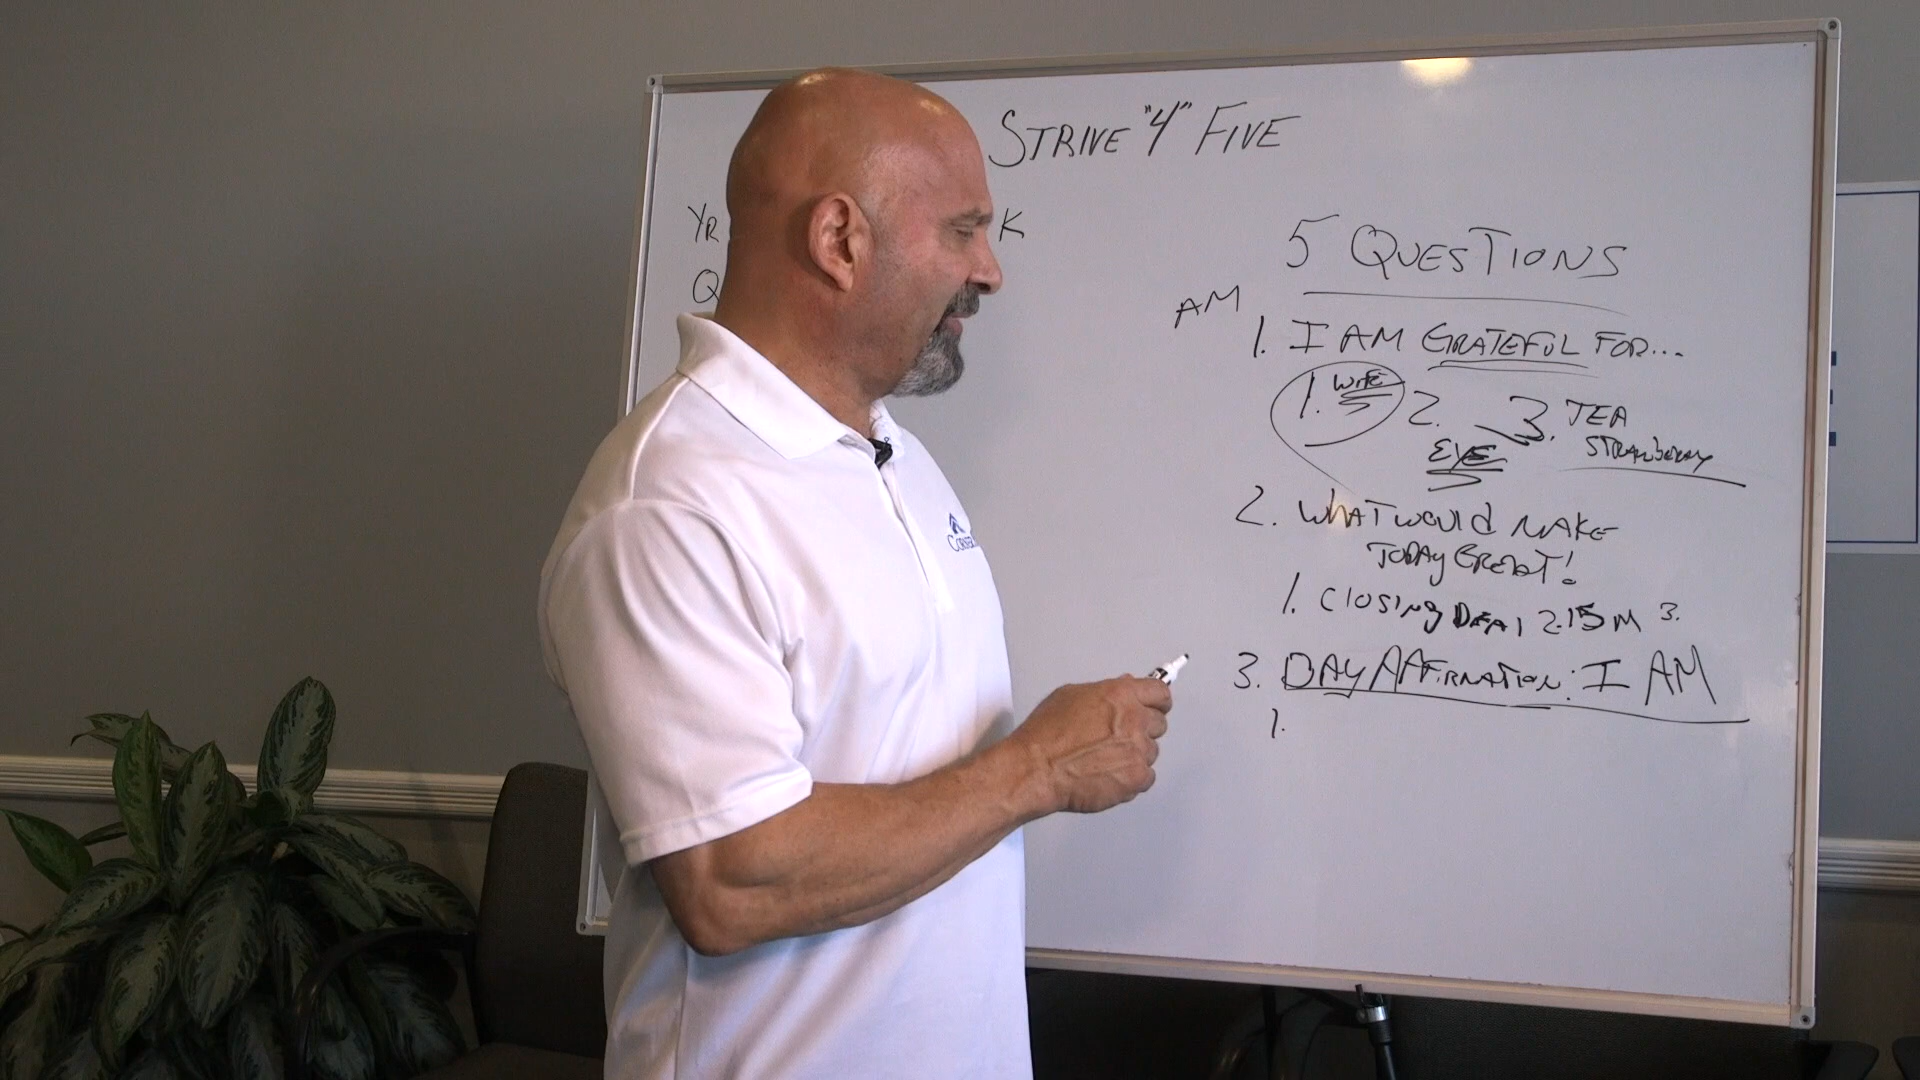 STRIVE "4" FIVE
YR K
Q
5 QUESTIONS
AM
1. I AM GRATEFUL FOR...
1. WIFE 2. EYE 3. TEA STRAWBERRY
2. WHAT WOULD MAKE
TODAY GREAT!
1. CLOSING DEAL 2.15 M 3.
3. DAY AFFIRMATION: I AM
1.